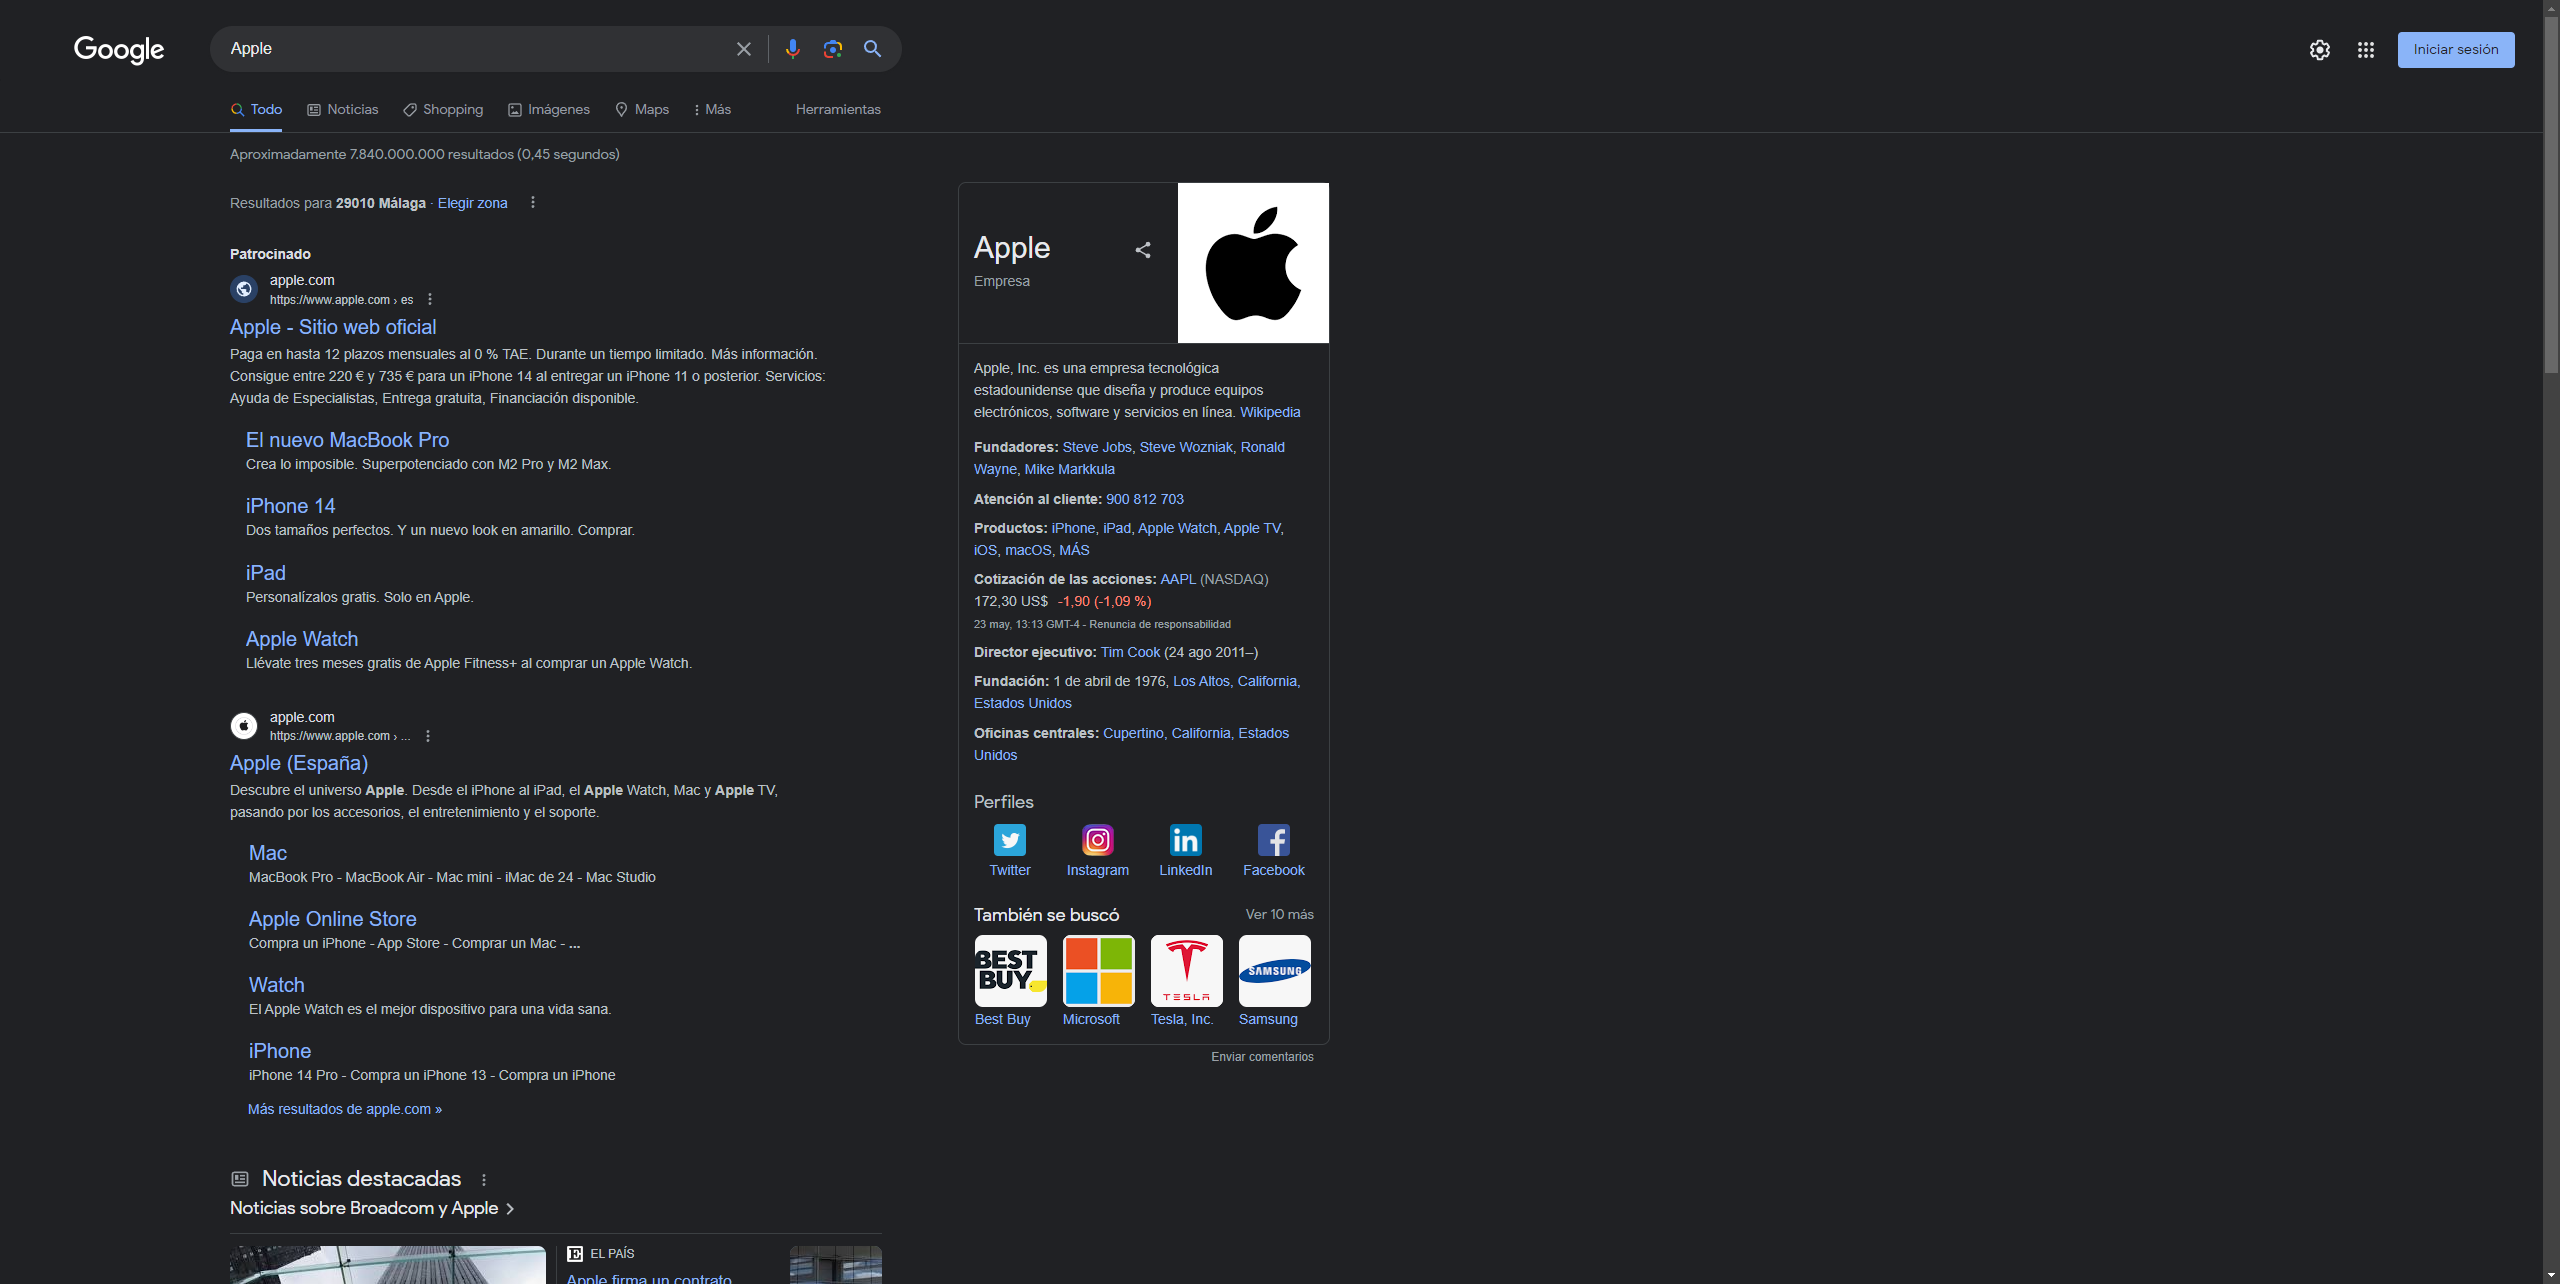 Google
Apple
Iniciar sesión
Todo
Noticias
Shopping
Imágenes
Maps
Más
Herramientas
Aproximadamente 7.840.000.000 resultados (0,45 segundos)
Resultados para 29010 Málaga · Elegir zona
Patrocinado
apple.com
https://www.apple.com › es
Apple - Sitio web oficial
Paga en hasta 12 plazos mensuales al 0 % TAE. Durante un tiempo limitado. Más información.
Consigue entre 220 € y 735 € para un iPhone 14 al entregar un iPhone 11 o posterior. Servicios:
Ayuda de Especialistas, Entrega gratuita, Financiación disponible.
El nuevo MacBook Pro
Crea lo imposible. Superpotenciado con M2 Pro y M2 Max.
iPhone 14
Dos tamaños perfectos. Y un nuevo look en amarillo. Comprar.
iPad
Personalízalos gratis. Solo en Apple.
Apple Watch
Llévate tres meses gratis de Apple Fitness+ al comprar un Apple Watch.
apple.com
https://www.apple.com › ...
Apple (España)
Descubre el universo Apple. Desde el iPhone al iPad, el Apple Watch, Mac y Apple TV,
pasando por los accesorios, el entretenimiento y el soporte.
Mac
MacBook Pro - MacBook Air - Mac mini - iMac de 24 - Mac Studio
Apple Online Store
Compra un iPhone - App Store - Comprar un Mac - ...
Watch
El Apple Watch es el mejor dispositivo para una vida sana.
iPhone
iPhone 14 Pro - Compra un iPhone 13 - Compra un iPhone
Más resultados de apple.com »
Noticias destacadas
Noticias sobre Broadcom y Apple
E EL PAÍS
Apple firma un contrato
Apple
Empresa
Apple, Inc. es una empresa tecnológica
estadounidense que diseña y produce equipos
electrónicos, software y servicios en línea. Wikipedia
Fundadores: Steve Jobs, Steve Wozniak, Ronald
Wayne, Mike Markkula
Atención al cliente: 900 812 703
Productos: iPhone, iPad, Apple Watch, Apple TV,
iOS, macOS, MÁS
Cotización de las acciones: AAPL (NASDAQ)
172,30 US$ -1,90 (-1,09 %)
23 may, 13:13 GMT-4 - Renuncia de responsabilidad
Director ejecutivo: Tim Cook (24 ago 2011–)
Fundación: 1 de abril de 1976, Los Altos, California,
Estados Unidos
Oficinas centrales: Cupertino, California, Estados
Unidos
Perfiles
Twitter
Instagram
LinkedIn
Facebook
También se buscó
Ver 10 más
BEST
BUY
TESLA
SAMSUNG
Best Buy
Microsoft
Tesla, Inc.
Samsung
Enviar comentarios